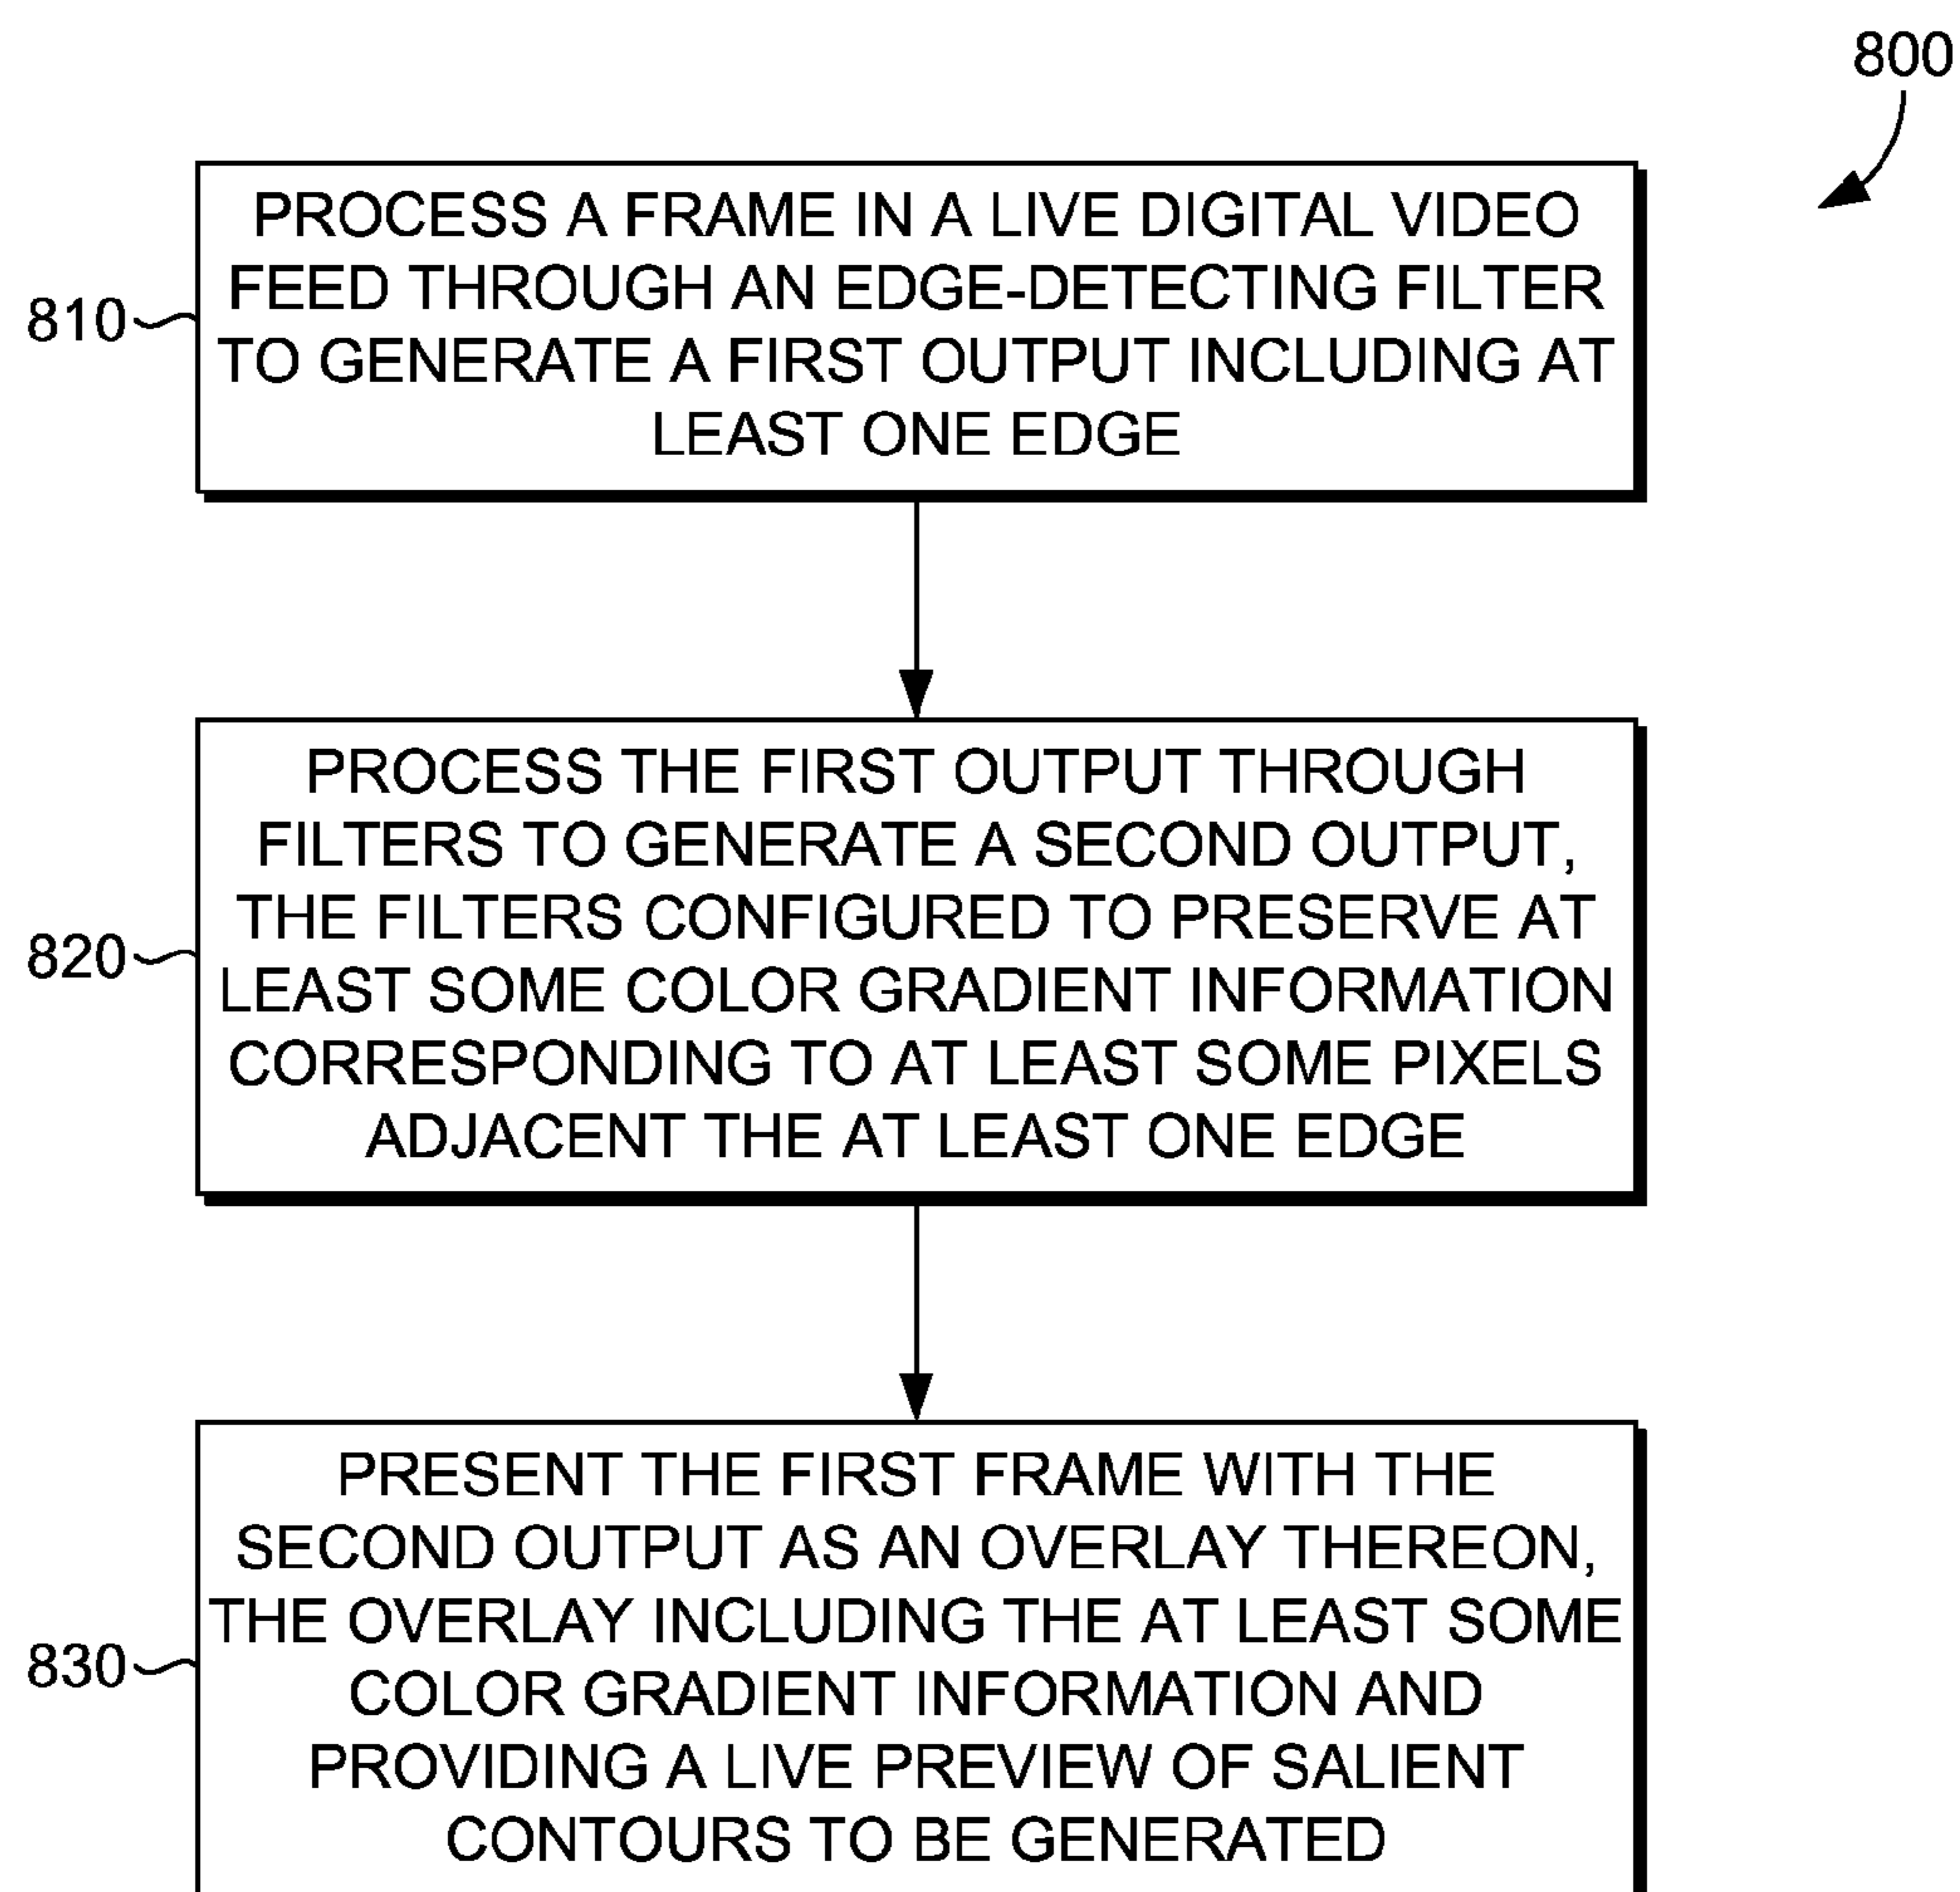 800
PROCESS A FRAME IN A LIVE DIGITAL VIDEO
FEED THROUGH AN EDGE-DETECTING FILTER
TO GENERATE A FIRST OUTPUT INCLUDING AT
LEAST ONE EDGE
810
PROCESS THE FIRST OUTPUT THROUGH
FILTERS TO GENERATE A SECOND OUTPUT,
THE FILTERS CONFIGURED TO PRESERVE AT
LEAST SOME COLOR GRADIENT INFORMATION
CORRESPONDING TO AT LEAST SOME PIXELS
ADJACENT THE AT LEAST ONE EDGE
820
PRESENT THE FIRST FRAME WITH THE
SECOND OUTPUT AS AN OVERLAY THEREON,
THE OVERLAY INCLUDING THE AT LEAST SOME
COLOR GRADIENT INFORMATION AND
PROVIDING A LIVE PREVIEW OF SALIENT
CONTOURS TO BE GENERATED
830